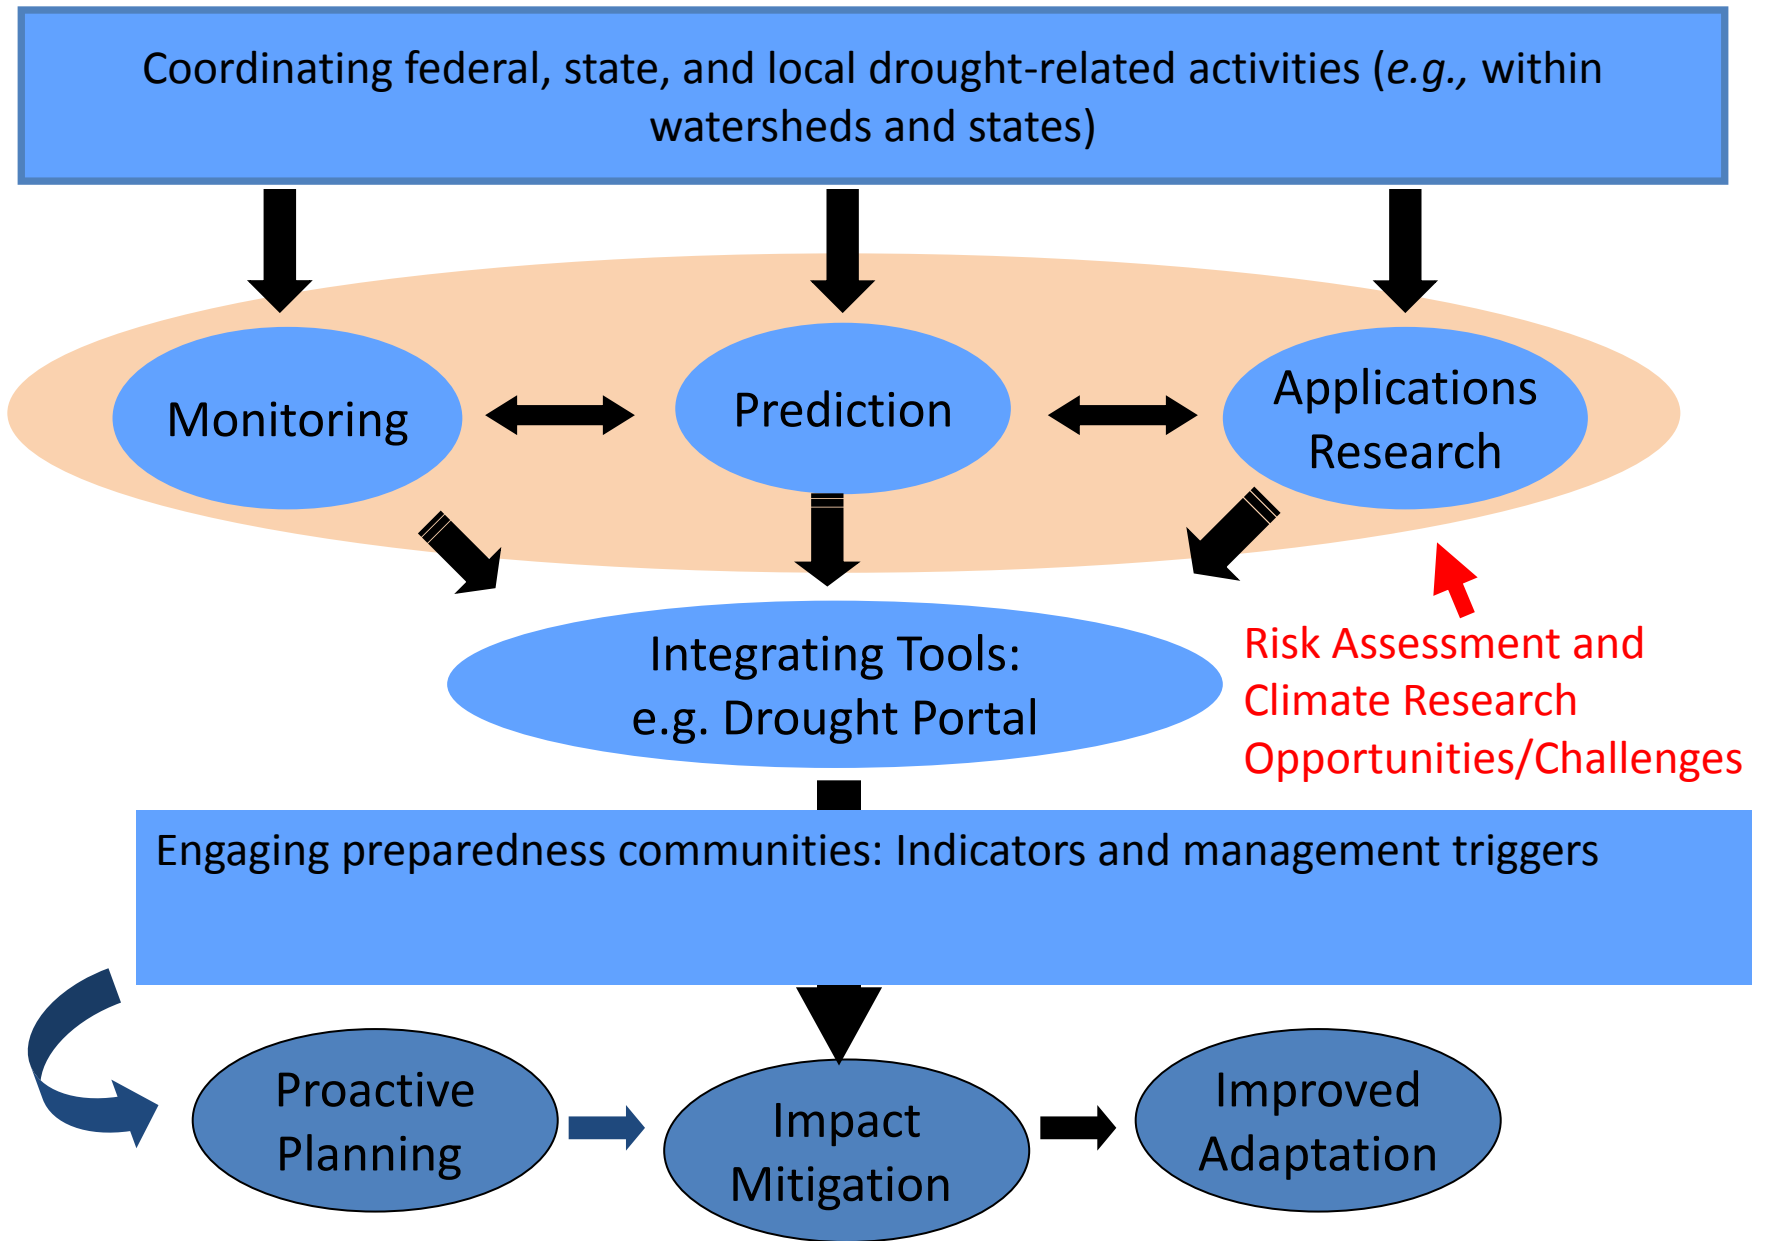 Coordinating federal, state, and local drought-related activities (e.g., within
watersheds and states)
Monitoring
Prediction
Applications
Research
Integrating Tools:
e.g. Drought Portal
Risk Assessment and
Climate Research
Opportunities/Challenges
Engaging preparedness communities: Indicators and management triggers
Proactive
Planning
Impact
Mitigation
Improved
Adaptation